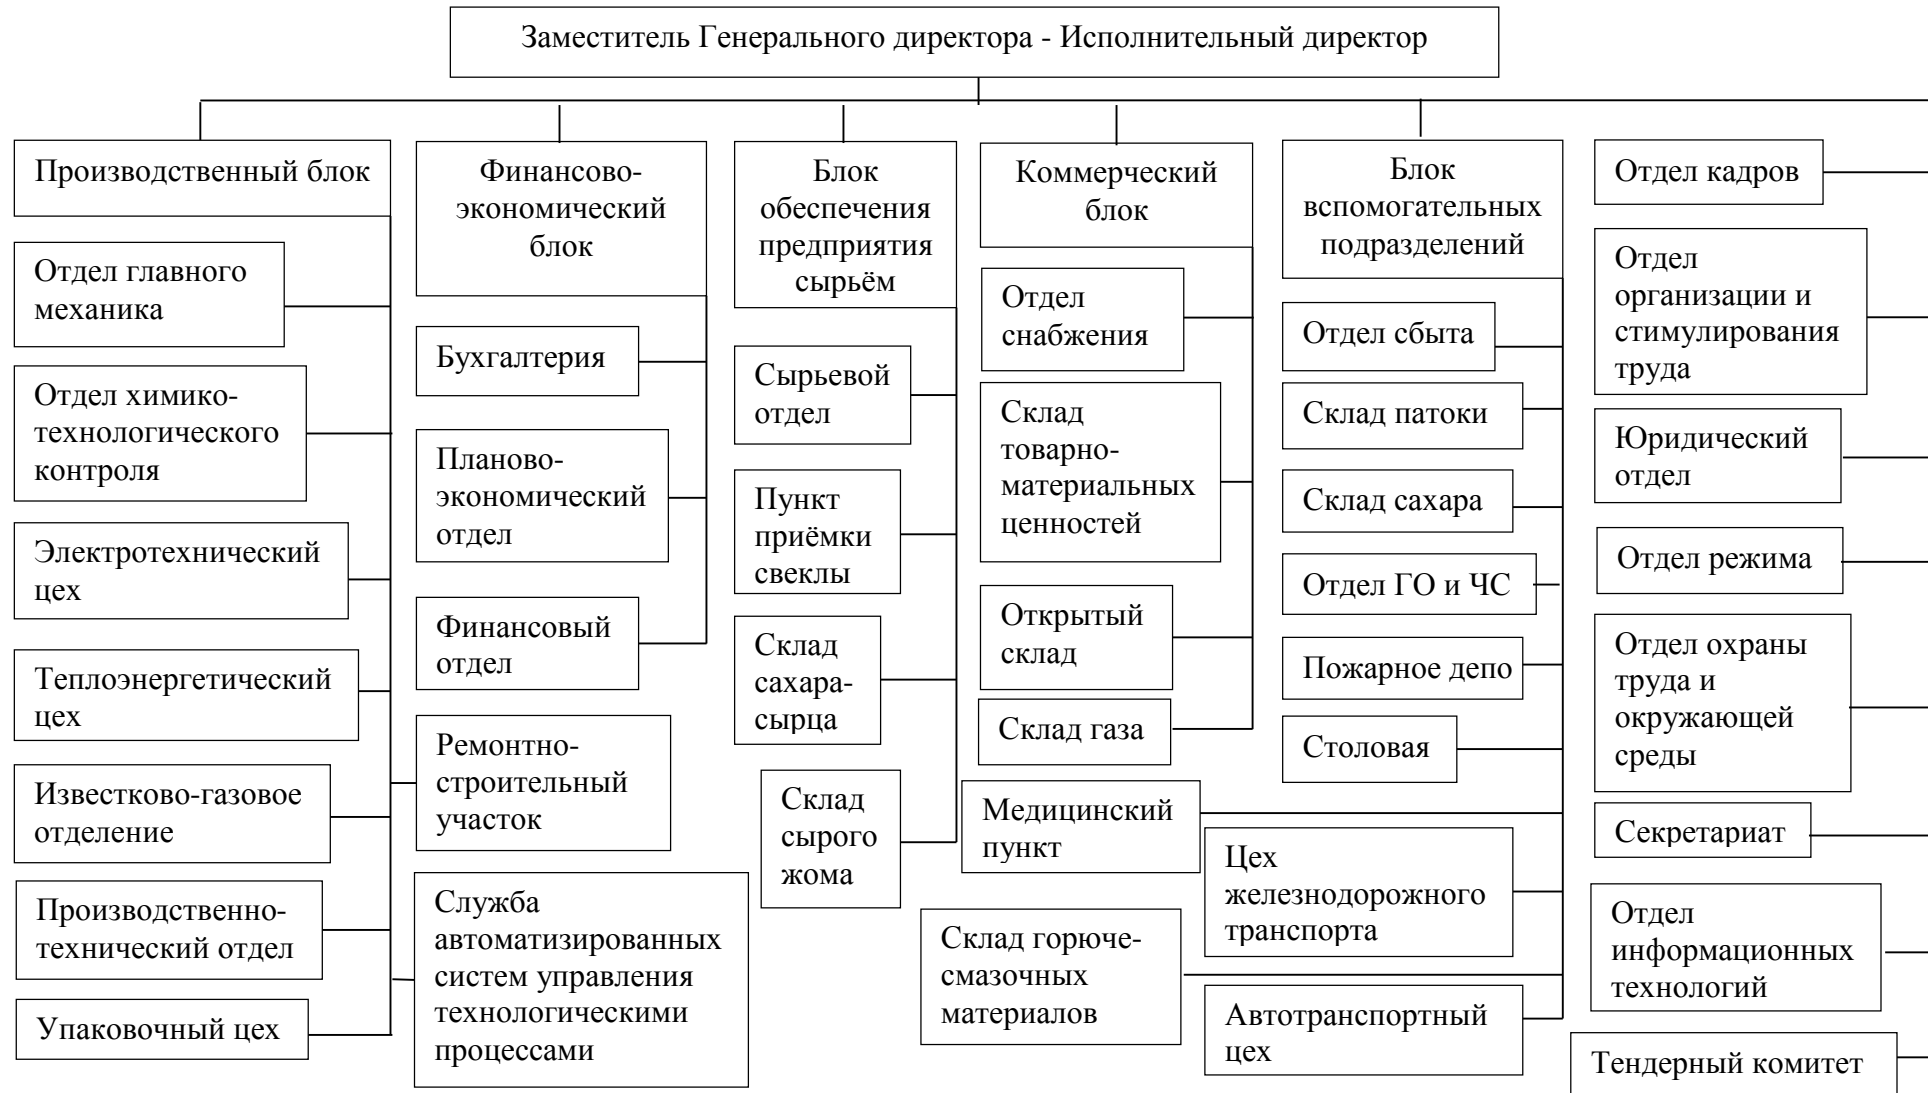 Заместитель Генерального директора - Исполнительный директор
Производственный блок
Отдел главного
механика
Отдел химико-
технологического
контроля
Электротехнический
цех
Теплоэнергетический
цех
Известково-газовое
отделение
Производственно-
технический отдел
Упаковочный цех
Финансово-
экономический
блок
Бухгалтерия
Планово-
экономический
отдел
Финансовый
отдел
Ремонтно-
строительный
участок
Служба
автоматизированных
систем управления
технологическими
процессами
Блок
обеспечения
предприятия
сырьём
Сырьевой
отдел
Пункт
приёмки
свеклы
Склад
сахара-
сырца
Склад
сырого
жома
Коммерческий
блок
Отдел
снабжения
Склад
товарно-
материальных
ценностей
Открытый
склад
Склад газа
Блок
вспомогательных
подразделений
Отдел сбыта
Склад патоки
Склад сахара
Отдел ГО и ЧС
Пожарное депо
Столовая
Медицинский
пункт
Цех
железнодорожного
транспорта
Склад горюче-
смазочных
материалов
Автотранспортный
цех
Отдел кадров
Отдел
организации и
стимулирования
труда
Юридический
отдел
Отдел режима
Отдел охраны
труда и
окружающей
среды
Секретариат
Отдел
информационных
технологий
Тендерный комитет